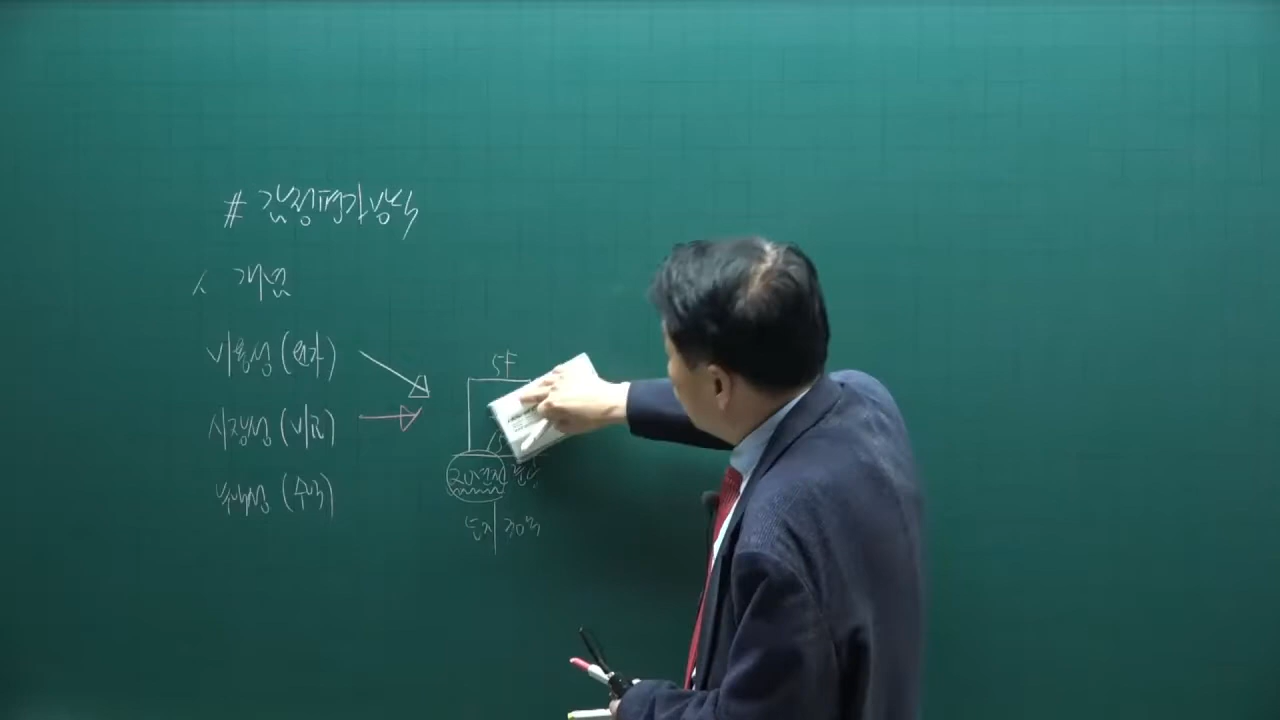 # 감정평가방식
1. 개념
비용성 (원가)
시장성 (비교)
수익성 (수익)
5F
20년전
토지 30억